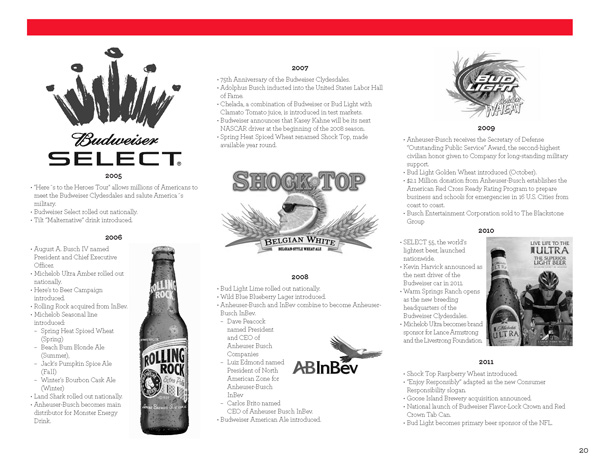 Budweiser
SELECT®
2005
• "Here´s to the Heroes Tour" allows millions of Americans to
meet the Budweiser Clydesdales and salute America´s
military.
• Budweiser Select rolled out nationally.
• Tilt "Malternative" drink introduced.
2006
• August A. Busch IV named
President and Chief Executive
Officer.
• Michelob Ultra Amber rolled out
nationally.
• Here's to Beer Campaign
introduced.
• Rolling Rock acquired from InBev.
• Michelob Seasonal line
introduced:
– Spring Heat Spiced Wheat
(Spring)
– Beach Bum Blonde Ale
(Summer),
– Jack's Pumpkin Spice Ale
(Fall)
– Winter's Bourbon Cask Ale
(Winter)
• Land Shark rolled out nationally.
• Anheuser-Busch becomes main
distributor for Monster Energy
Drink.
ROLLING
ROCK
ROLLING
ROCK
Extra Pale
2007
• 75th Anniversary of the Budweiser Clydesdales.
• Adolphus Busch inducted into the United States Labor Hall
of Fame.
• Chelada, a combination of Budweiser or Bud Light with
Clamato Tomato juice, is introduced in test markets.
• Budweiser announces that Kasey Kahne will be its next
NASCAR driver at the beginning of the 2008 season.
• Spring Heat Spiced Wheat renamed Shock Top, made
available year round.
SHOCK TOP
BELGIAN WHITE
BELGIAN-STYLE WHEAT ALE
2008
• Bud Light Lime rolled out nationally.
• Wild Blue Blueberry Lager introduced.
• Anheuser-Busch and InBev combine to become Anheuser-
Busch InBev.
– Dave Peacock
named President
and CEO of
Anheuser Busch
Companies
– Luiz Edmond named
President of North
American Zone for
Anheuser-Busch
InBev
– Carlos Brito named
CEO of Anheuser Busch InBev.
• Budweiser American Ale introduced.
ABInBev
BUD
LIGHT
GOLDEN
WHEAT
2009
• Anheuser-Busch receives the Secretary of Defense
"Outstanding Public Service" Award, the second-highest
civilian honor given to Company for long-standing military
support.
• Bud Light Golden Wheat introduced (October).
• $2.1 Million donation from Anheuser-Busch establishes the
American Red Cross Ready Rating Program to prepare
business and schools for emergencies in 16 U.S. Cities from
coast to coast.
• Busch Entertainment Corporation sold to The Blackstone
Group
2010
• SELECT 55, the world's
lightest beer, launched
nationwide.
• Kevin Harvick announced as
the next driver of the
Budweiser car in 2011.
• Warm Springs Ranch opens
as the new breeding
headquarters of the
Budweiser Clydesdales.
• Michelob Ultra becomes brand
sponsor for Lance Armstrong
and the Livestrong Foundation.
LIVE LIFE TO THE
ULTRA
THE SUPERIOR
LIGHT BEER
ULTRA
2011
• Shock Top Raspberry Wheat introduced.
• "Enjoy Responsibly" adapted as the new Consumer
Responsibility slogan.
• Goose Island Brewery acquisition announced.
• National launch of Budweiser Flavor-Lock Crown and Red
Crown Tab Can.
• Bud Light becomes primary beer sponsor of the NFL.
20